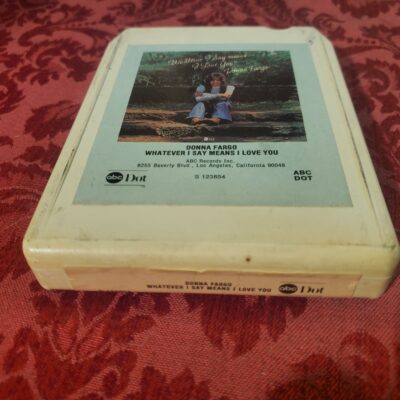 Whatever I Say means
I Love You
Donna Fargo
DONNA FARGO
WHATEVER I SAY MEANS I LOVE YOU
ABC Records Inc.
8255 Beverly Blvd., Los Angeles, California 90048
abc Dot
S 123654
ABC
DOT
DONNA FARGO
WHATEVER I SAY MEANS I LOVE YOU
abc Dot